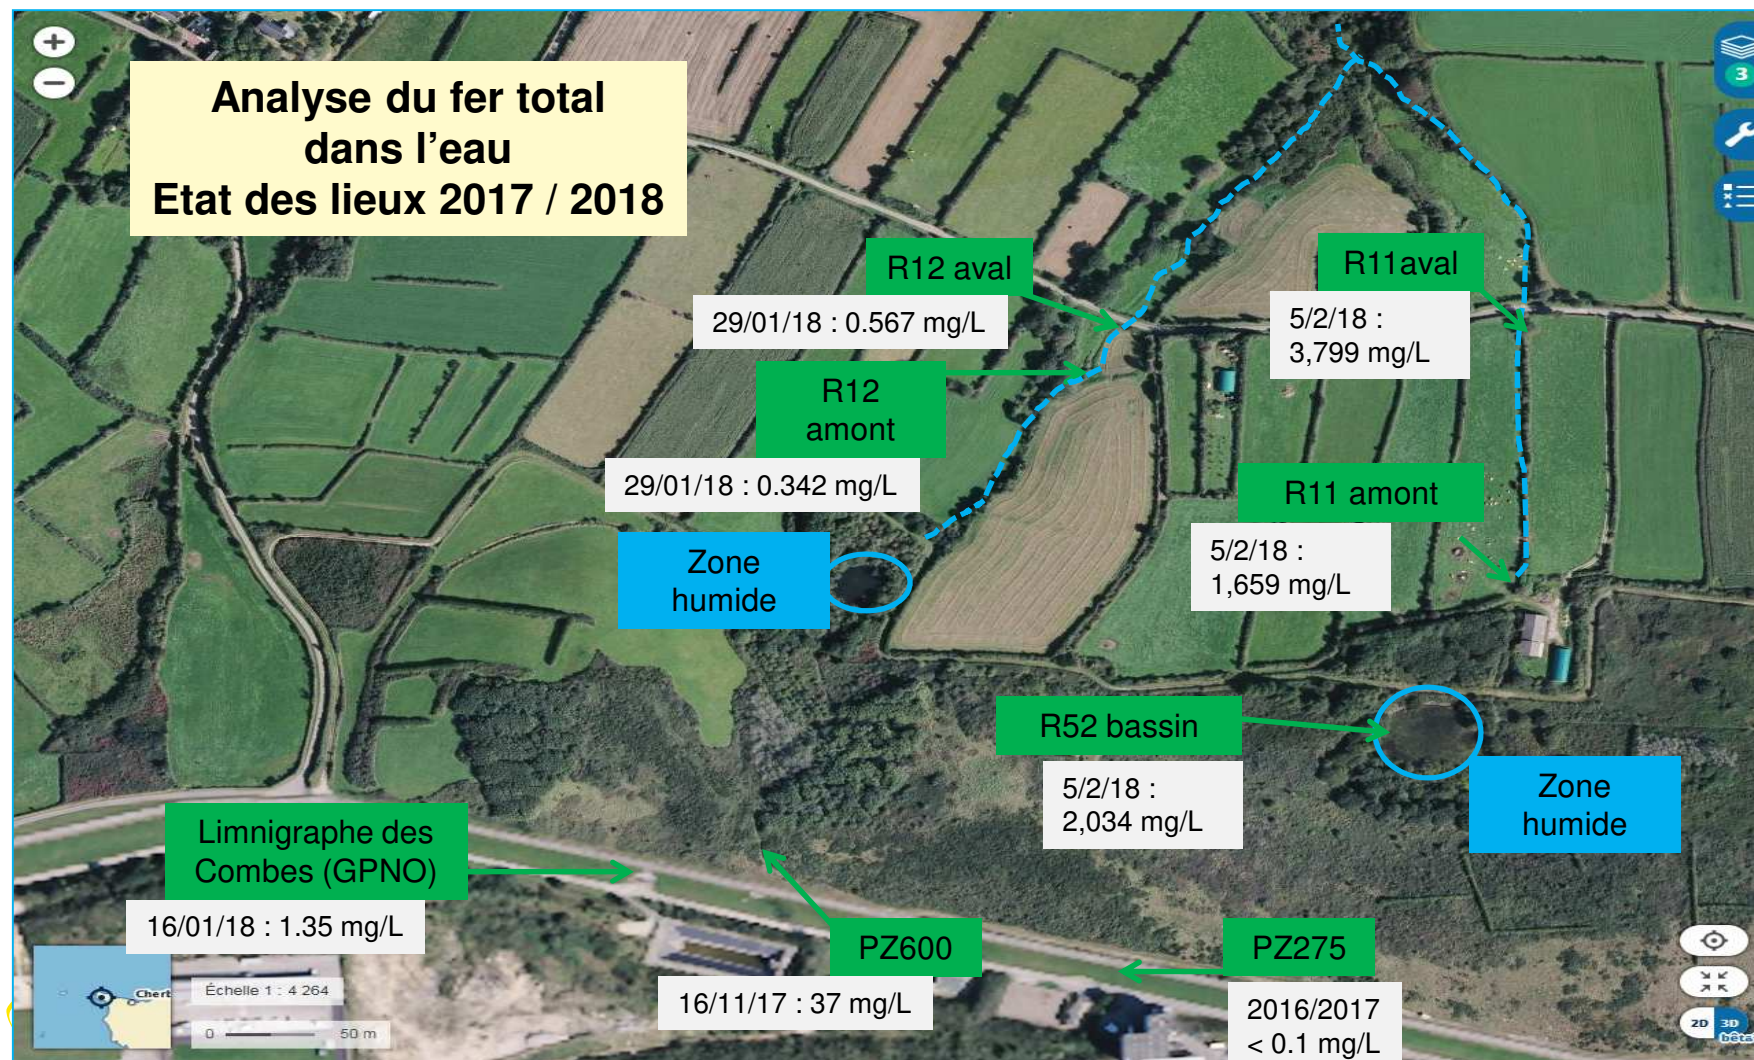 +
−
3
Analyse du fer total
dans l’eau
Etat des lieux 2017 / 2018
R12 aval
29/01/18 : 0.567 mg/L
R11aval
5/2/18 :
3,799 mg/L
R12
amont
29/01/18 : 0.342 mg/L
R11 amont
5/2/18 :
1,659 mg/L
Zone
humide
R52 bassin
5/2/18 :
2,034 mg/L
Zone
humide
Limnigraphe des
Combes (GPNO)
16/01/18 : 1.35 mg/L
PZ600
16/11/17 : 37 mg/L
PZ275
2016/2017
< 0.1 mg/L
Chert
Échelle 1 : 4 264
0 50 m
2D 3D
bêta